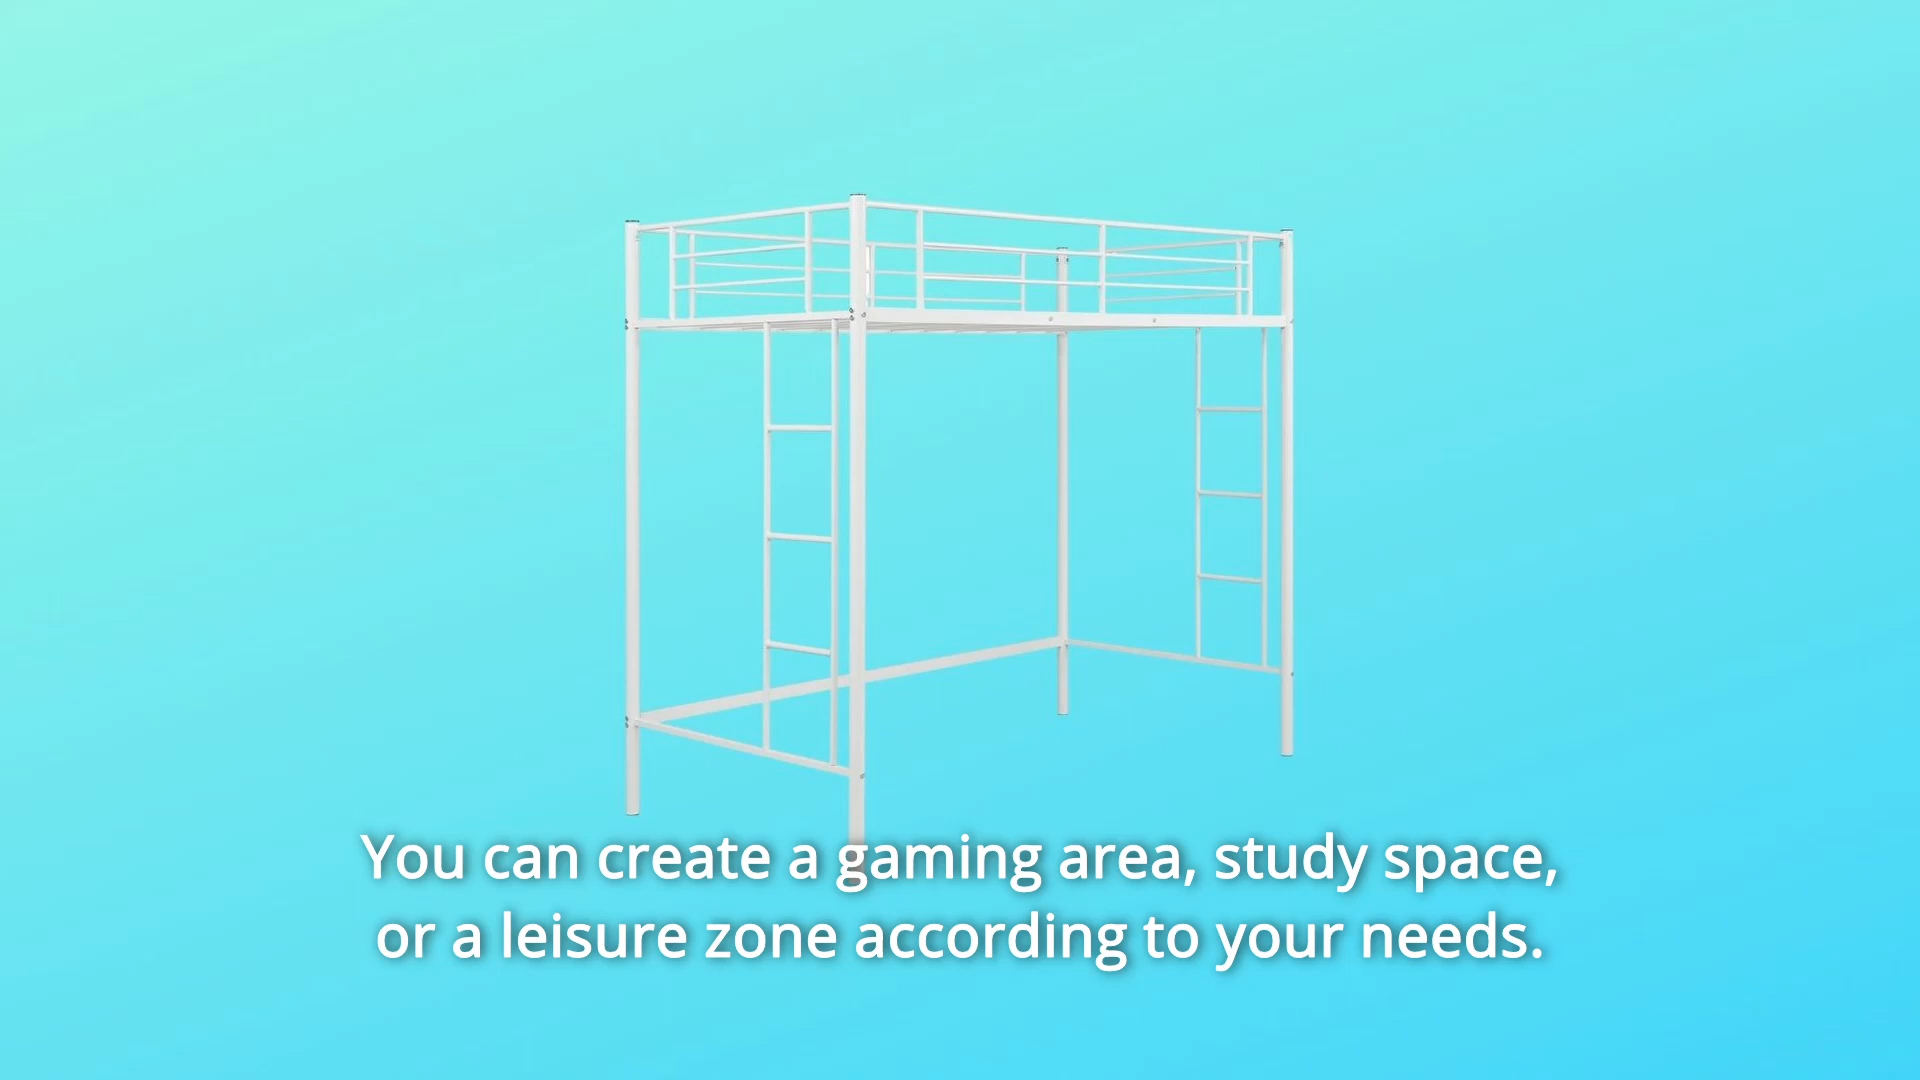 You can create a gaming area, study space,
or a leisure zone according to your needs.